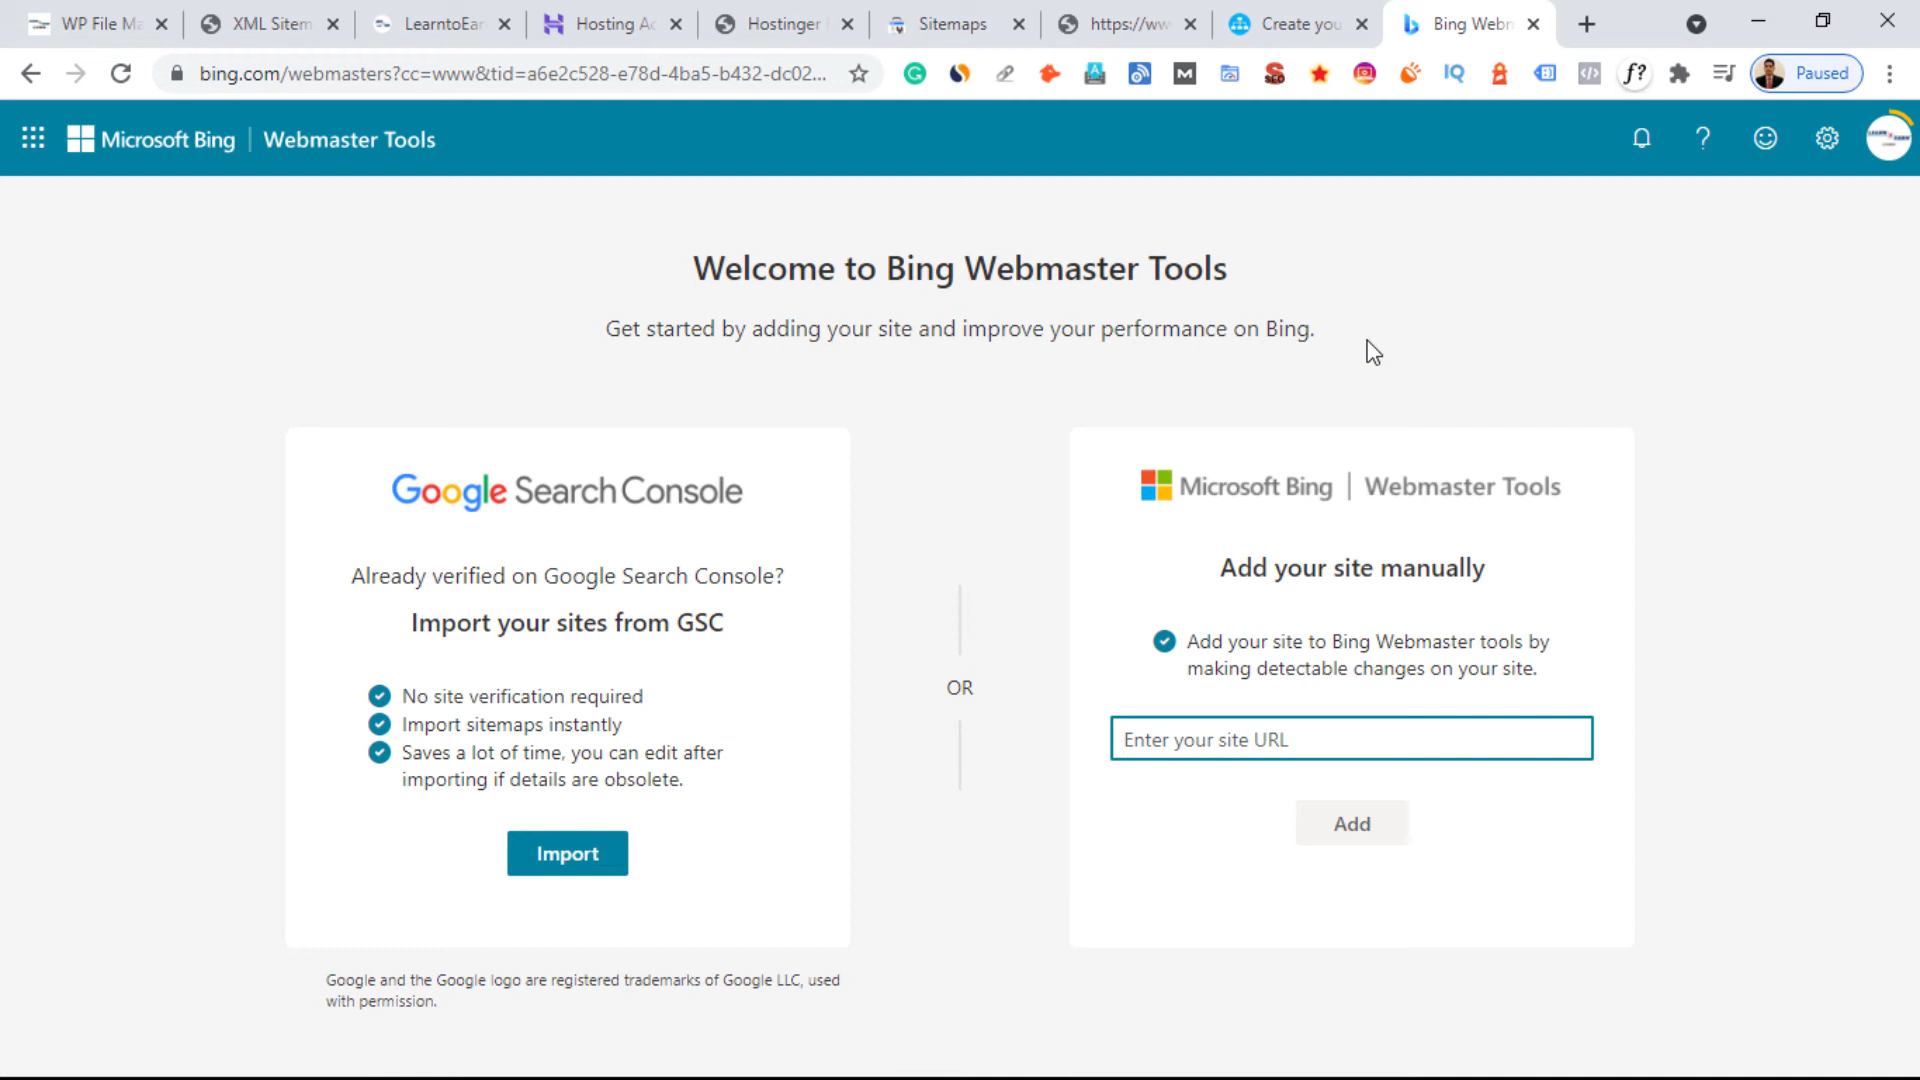 WP File Ma
XML Sitem
LearntoEar
Hosting Ac
Hostinger
Sitemaps
https://ww
Create you
Bing Webm
bing.com/webmasters?cc=www&tid=a6e2c528-e78d-4ba5-b432-dc02...
Paused
Microsoft Bing | Webmaster Tools
Welcome to Bing Webmaster Tools
Get started by adding your site and improve your performance on Bing.
Google Search Console
Already verified on Google Search Console?
Import your sites from GSC
No site verification required
Import sitemaps instantly
Saves a lot of time, you can edit after
importing if details are obsolete.
Import
Google and the Google logo are registered trademarks of Google LLC, used
with permission.
OR
Microsoft Bing | Webmaster Tools
Add your site manually
Add your site to Bing Webmaster tools by
making detectable changes on your site.
Enter your site URL
Add